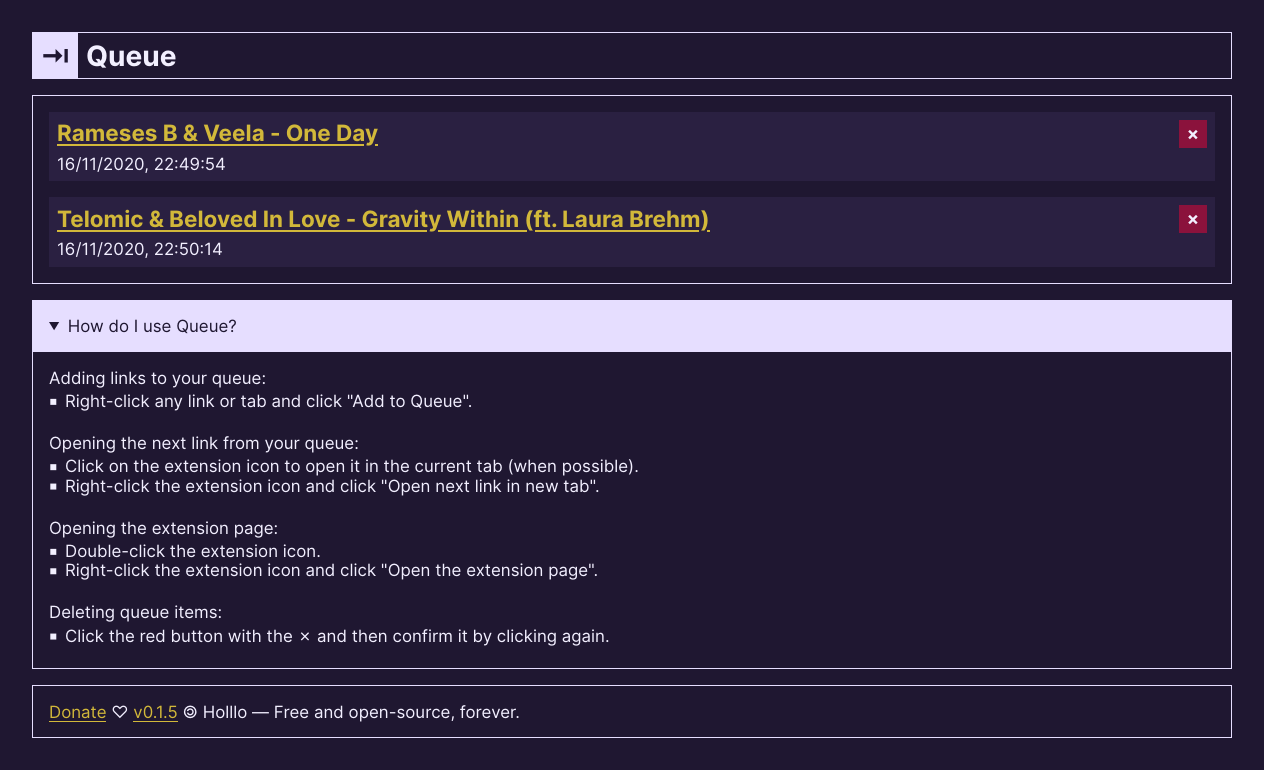 ⇥ Queue
Rameses B & Veela - One Day
×
16/11/2020, 22:49:54
Telomic & Beloved In Love - Gravity Within (ft. Laura Brehm)
×
16/11/2020, 22:50:14
▼ How do I use Queue?
Adding links to your queue:
▪ Right-click any link or tab and click "Add to Queue".
Opening the next link from your queue:
▪ Click on the extension icon to open it in the current tab (when possible).
▪ Right-click the extension icon and click "Open next link in new tab".
Opening the extension page:
▪ Double-click the extension icon.
▪ Right-click the extension icon and click "Open the extension page".
Deleting queue items:
▪ Click the red button with the × and then confirm it by clicking again.
Donate ♡ v0.1.5 🄯 Holllo — Free and open-source, forever.